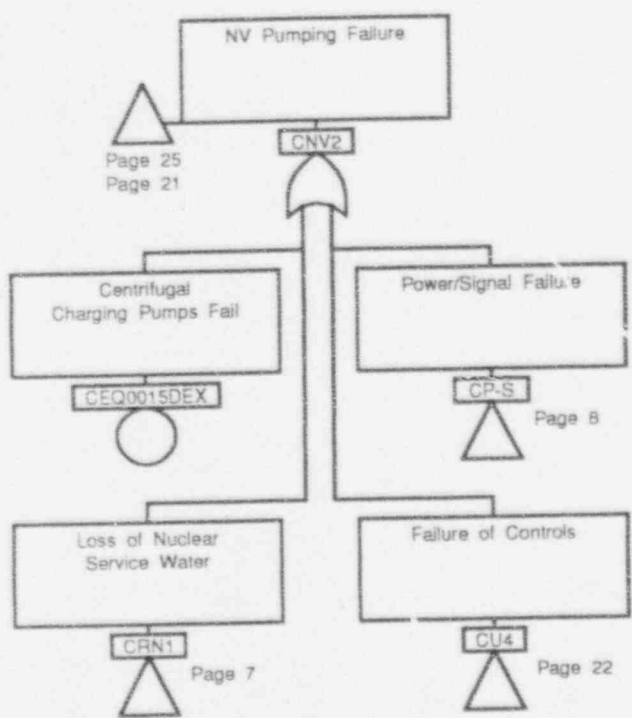 NV Pumping Failure
CNV2
Page 25
Page 21
Centrifugal
Charging Pumps Fail
CEQ0015DEX
Power/Signal Failure
CP-S
Page 8
Loss of Nuclear
Service Water
CRN1
Page 7
Failure of Controls
CU4
Page 22